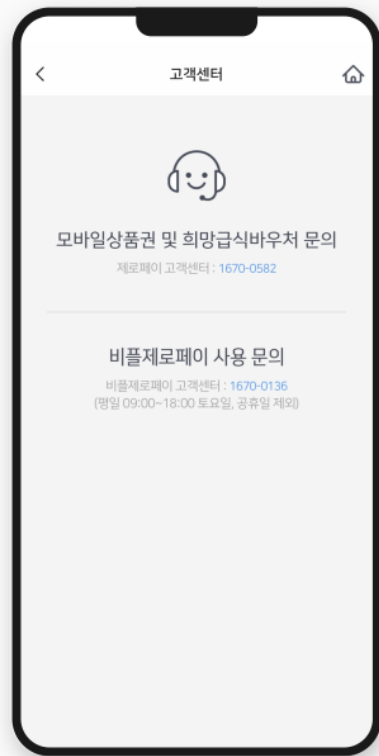 고객센터
모바일상품권 및 희망급식바우처 문의
제로페이 고객센터 : 1670-0582
비플제로페이 사용 문의
비플제로페이 고객센터 : 1670-0136
(평일 09:00~18:00 토요일, 공휴일 제외)